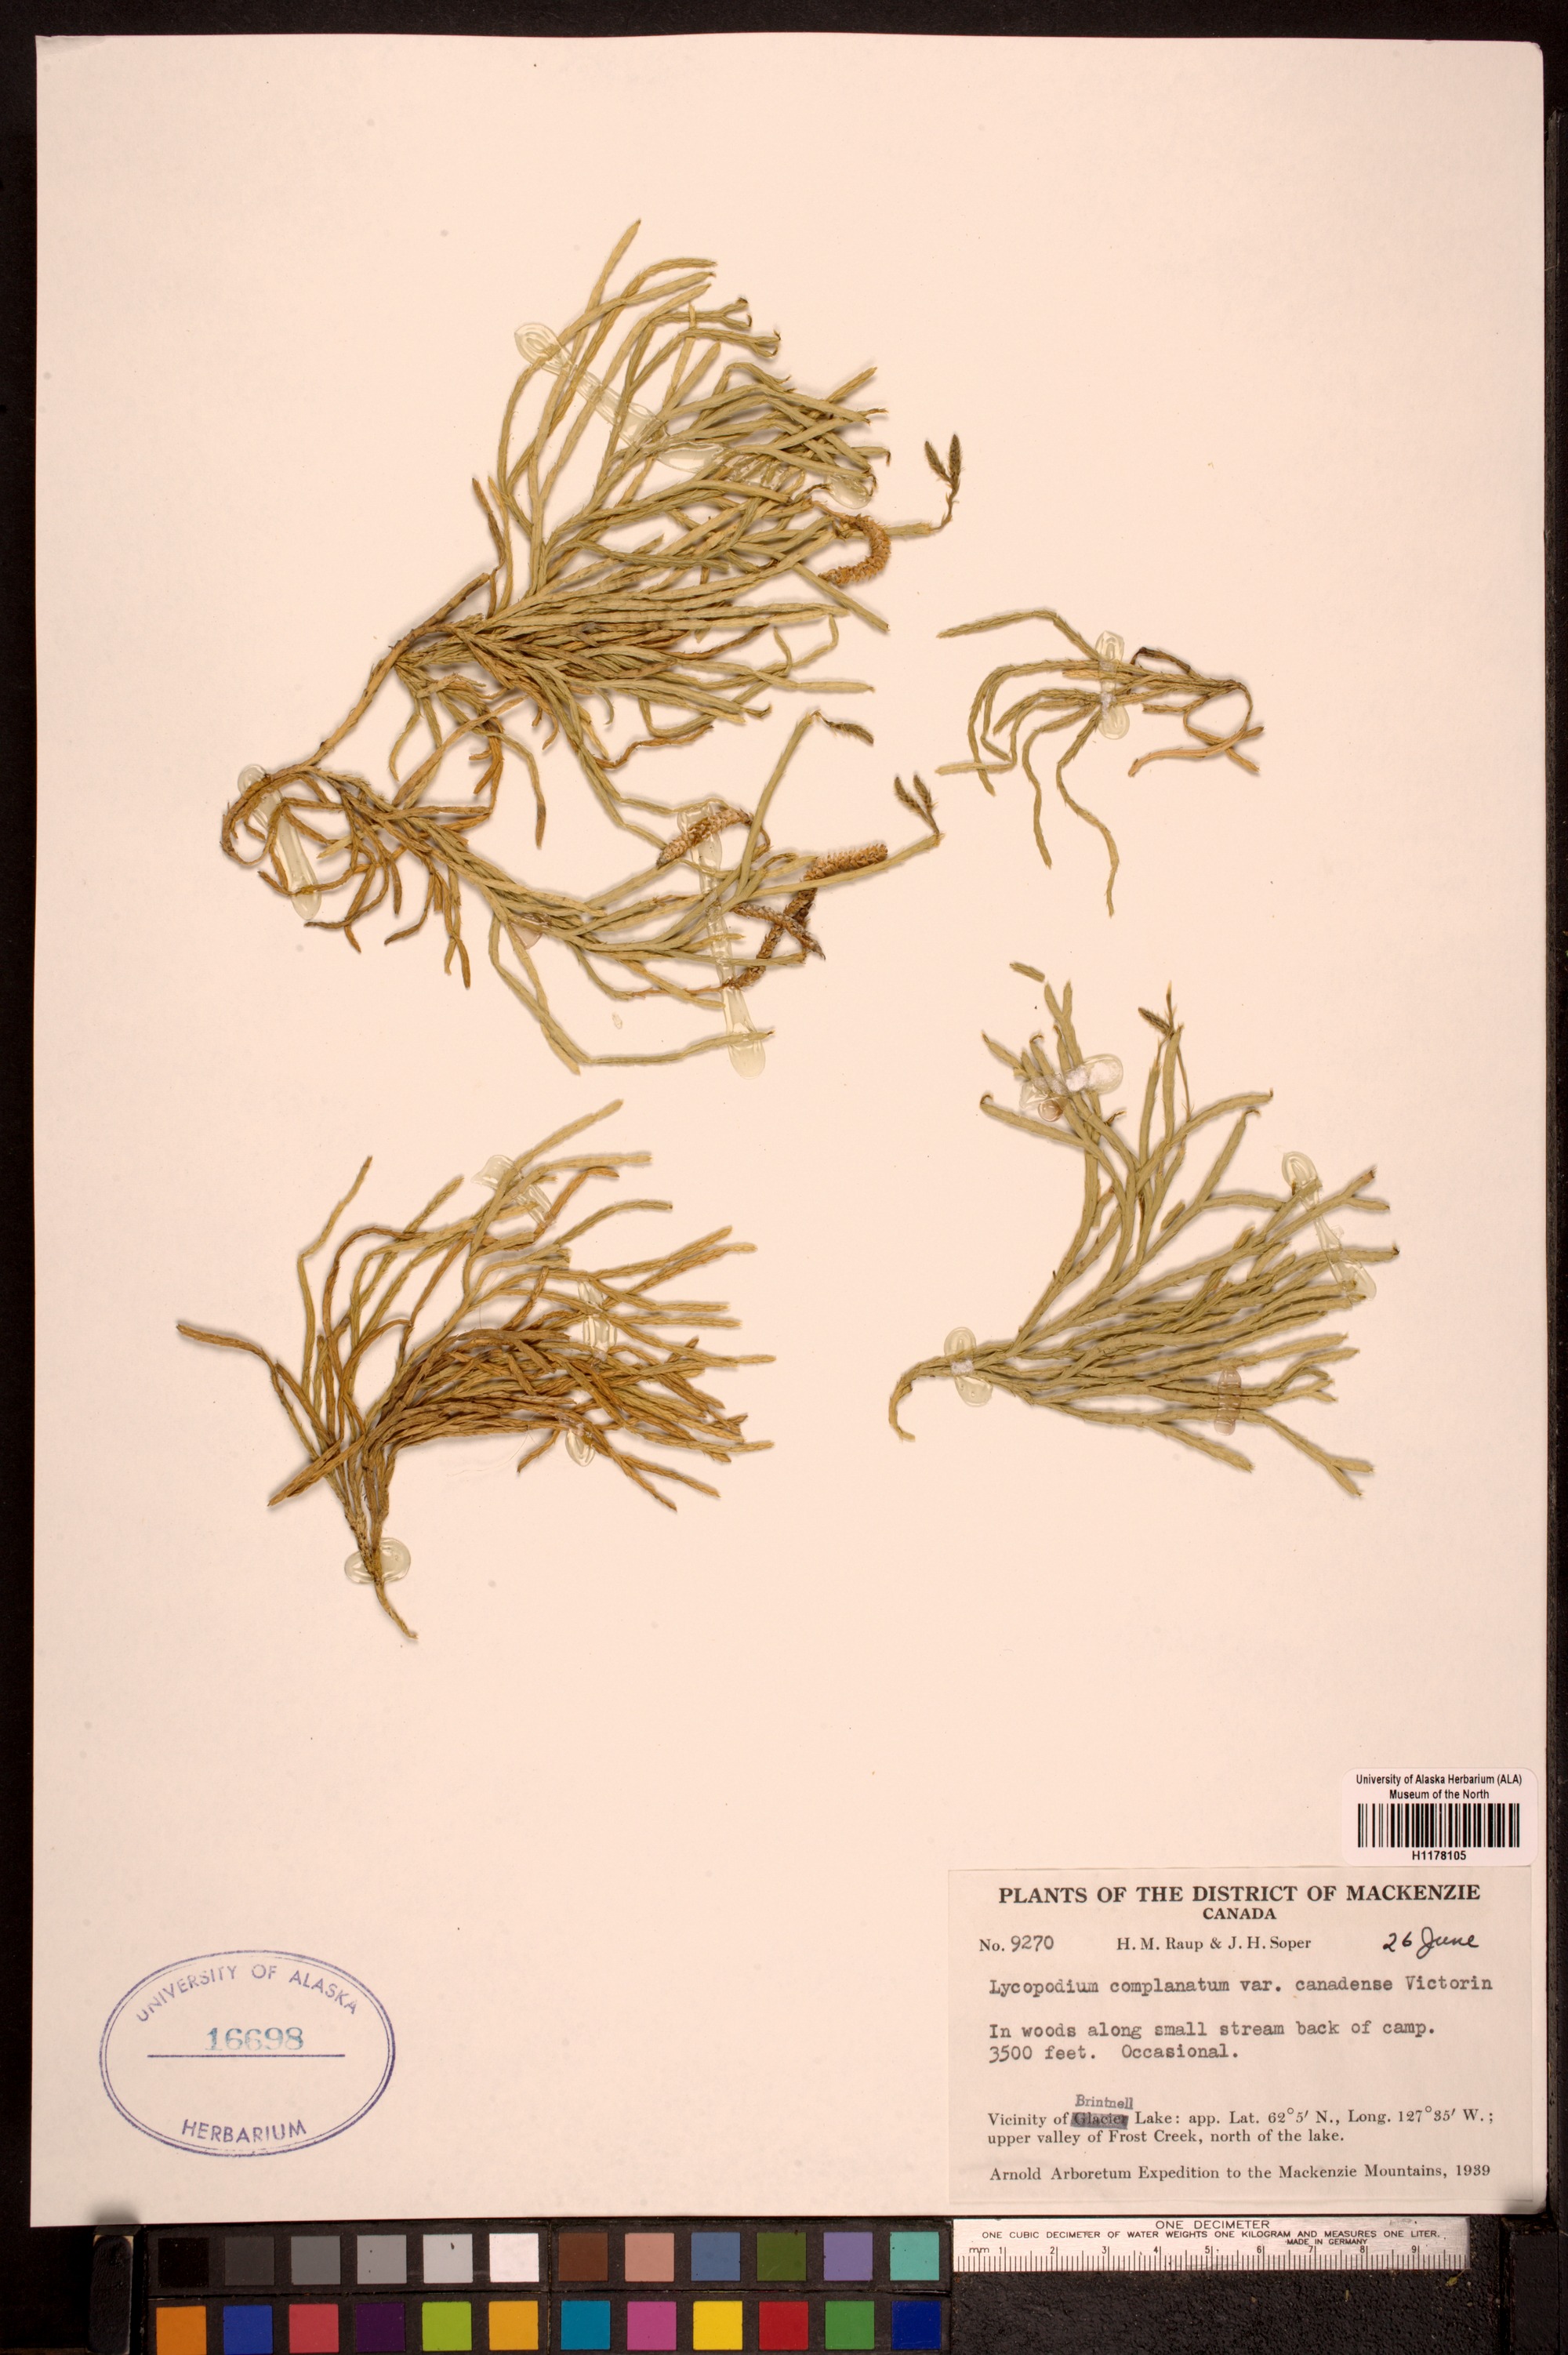 University of Alaska Herbarium (ALA)
Museum of the North
H1178105
PLANTS OF THE DISTRICT OF MACKENZIE
CANADA
No. 9270 H. M. Raup & J. H. Soper 26 June
Lycopodium complanatum var. canadense Victorin
In woods along small stream back of camp.
3500 feet. Occasional.
Brintnell
Vicinity of Glacier Lake: app. Lat. 62°5′ N., Long. 127°35′ W.;
upper valley of Frost Creek, north of the lake.
Arnold Arboretum Expedition to the Mackenzie Mountains, 1939
UNIVERSITY OF ALASKA
16698
HERBARIUM
ONE DECIMETER
ONE CUBIC DECIMETER OF WATER WEIGHTS ONE KILOGRAM AND MEASURES ONE LITER.
MADE IN GERMANY
mm 1 2 3 4 5 6 7 8 9